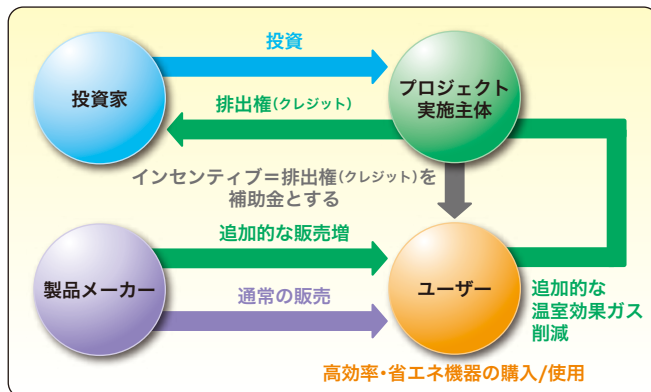 投資
投資家
プロジェクト
実施主体
排出権(クレジット)
インセンティブ＝排出権(クレジット)を
補助金とする
追加的な販売増
製品メーカー
ユーザー
通常の販売
追加的な
温室効果ガス
削減
高効率・省エネ機器の購入/使用